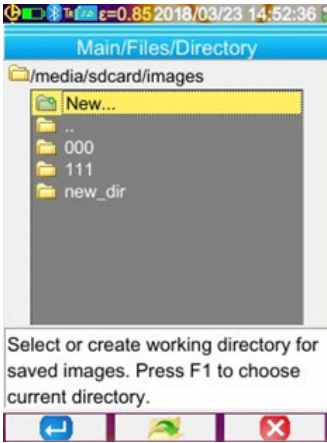 ε=0.85 2018/03/23 14:52:36
Main/Files/Directory
/media/sdcard/images
New...
..
000
111
new_dir
Select or create working directory for
saved images. Press F1 to choose
current directory.